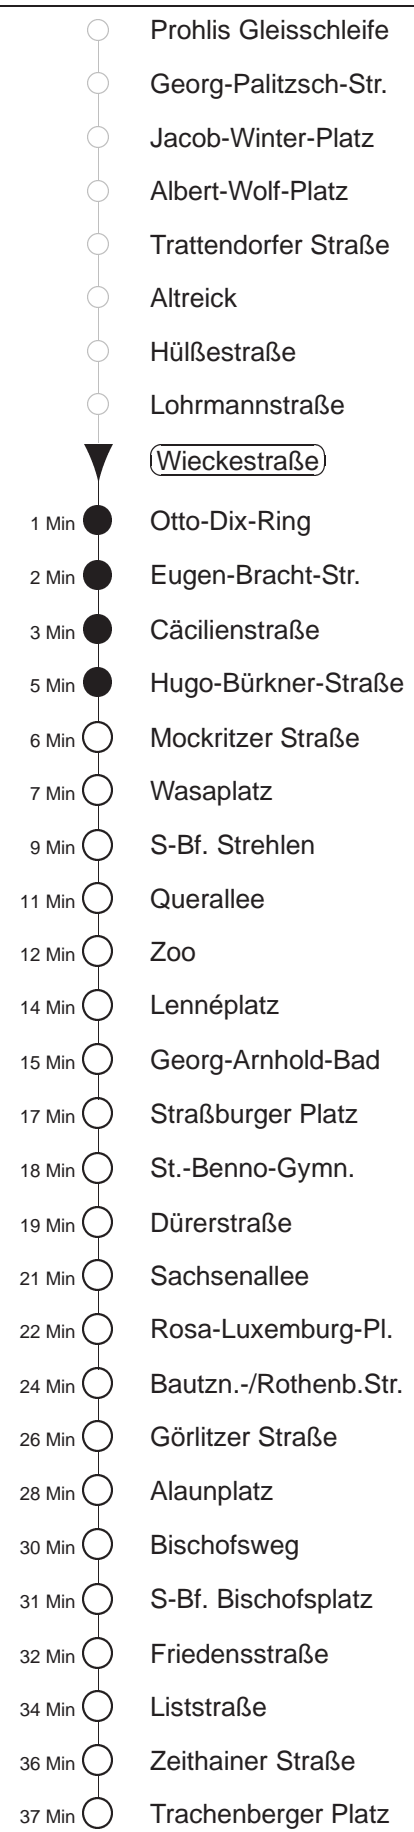 Prohlis Gleisschleife
Georg-Palitzsch-Str.
Jacob-Winter-Platz
Albert-Wolf-Platz
Trattendorfer Straße
Altreick
Hülßestraße
Lohrmannstraße
Wieckestraße
1 Min Otto-Dix-Ring
2 Min Eugen-Bracht-Str.
3 Min Cäcilienstraße
5 Min Hugo-Bürkner-Straße
6 Min Mockritzer Straße
7 Min Wasaplatz
9 Min S-Bf. Strehlen
11 Min Querallee
12 Min Zoo
14 Min Lennéplatz
15 Min Georg-Arnhold-Bad
17 Min Straßburger Platz
18 Min St.-Benno-Gymn.
19 Min Dürerstraße
21 Min Sachsenallee
22 Min Rosa-Luxemburg-Pl.
24 Min Bautzn.-/Rothenb.Str.
26 Min Görlitzer Straße
28 Min Alaunplatz
30 Min Bischofsweg
31 Min S-Bf. Bischofsplatz
32 Min Friedensstraße
34 Min Liststraße
36 Min Zeithainer Straße
37 Min Trachenberger Platz